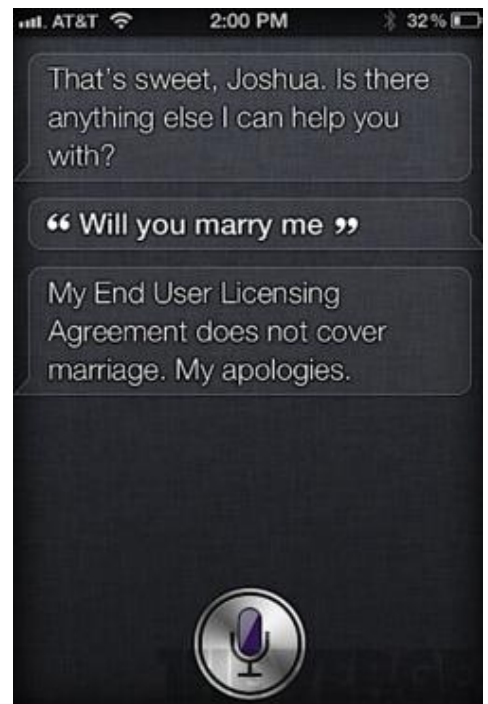 AT&T 2:00 PM 32%
That's sweet, Joshua. Is there
anything else I can help you
with?
“ Will you marry me ”
My End User Licensing
Agreement does not cover
marriage. My apologies.